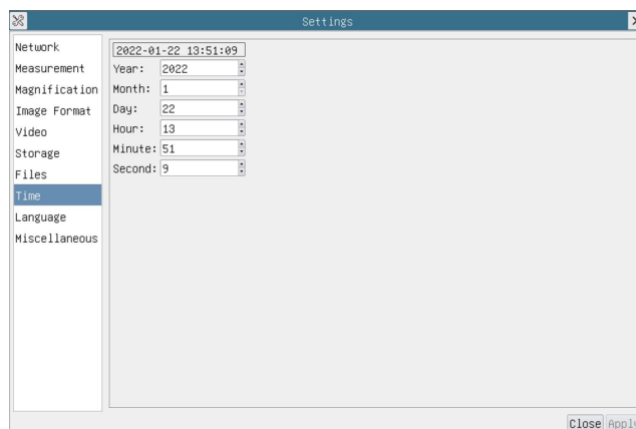 Settings
Network
Measurement
Magnification
Image Format
Video
Storage
Files
Time
Language
Miscellaneous
2022-01-22 13:51:09
Year: 2022
Month: 1
Day: 22
Hour: 13
Minute: 51
Second: 9
Close Apply